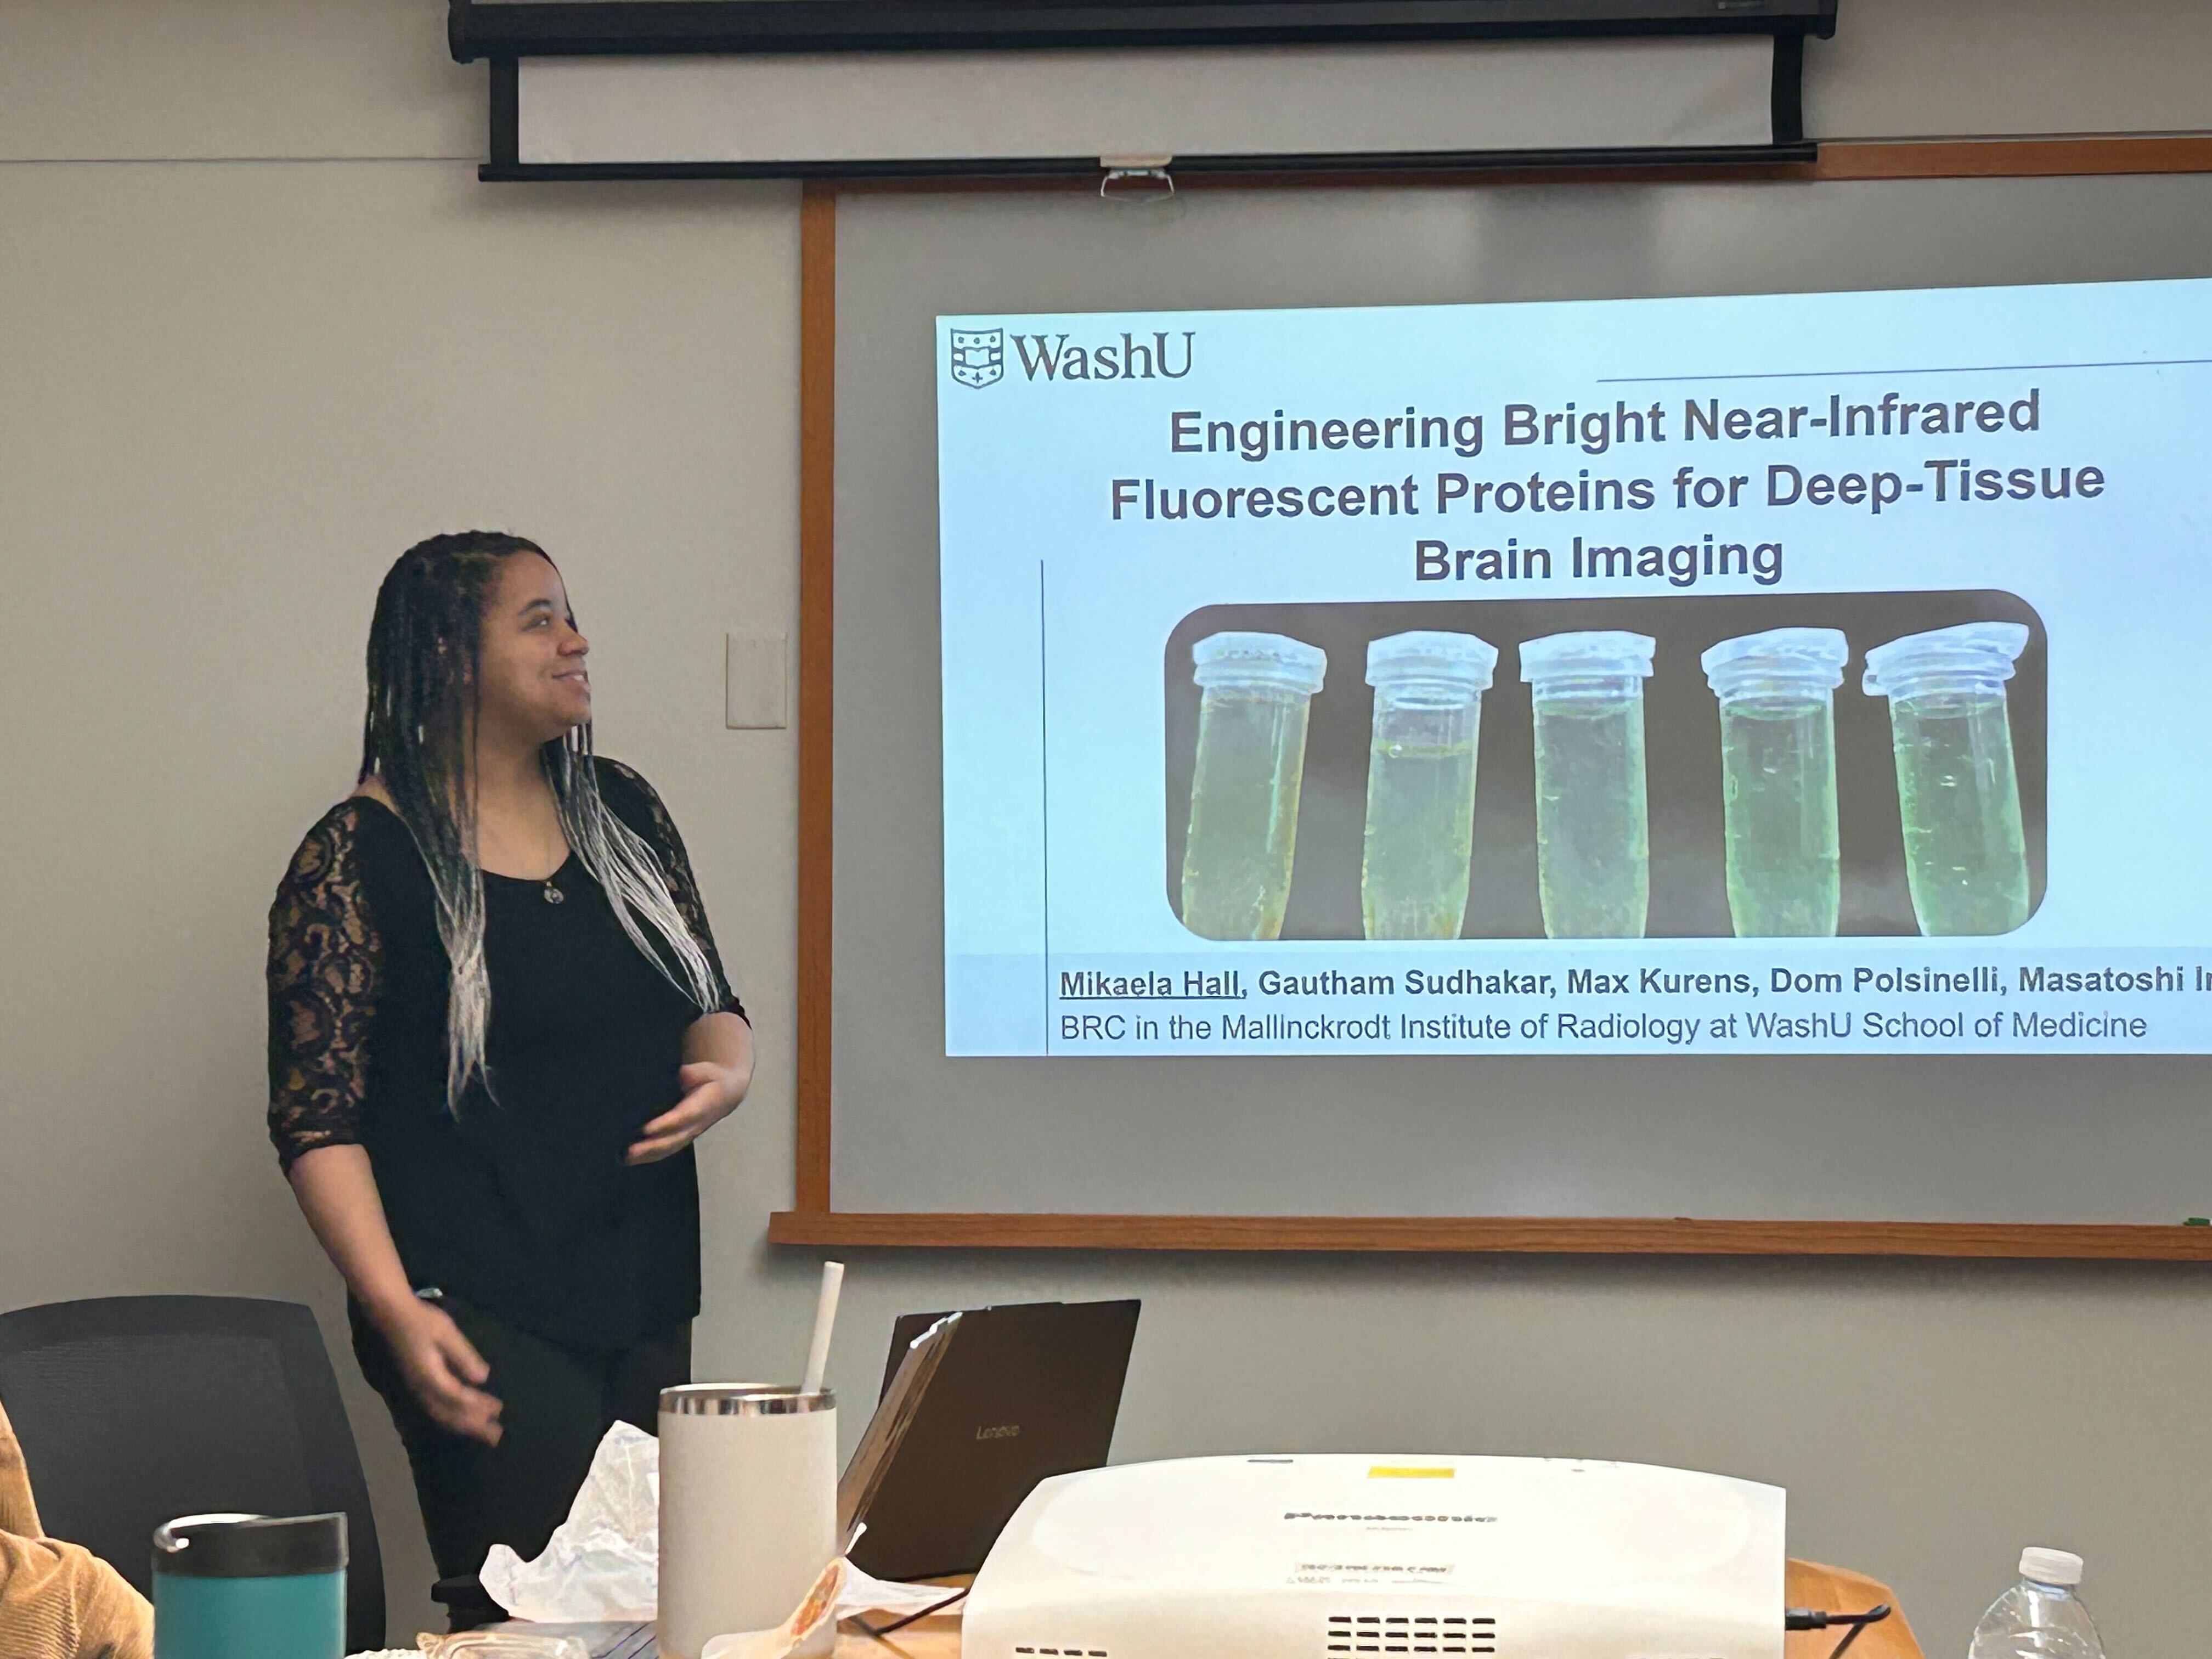 WashU
Engineering Bright Near-Infrared
Fluorescent Proteins for Deep-Tissue
Brain Imaging
Mikaela Hall, Gautham Sudhakar, Max Kurens, Dom Polsinelli, Masatoshi
BRC in the Mallinckrodt Institute of Radiology at WashU School of Medicine
Lenovo
Panasonic